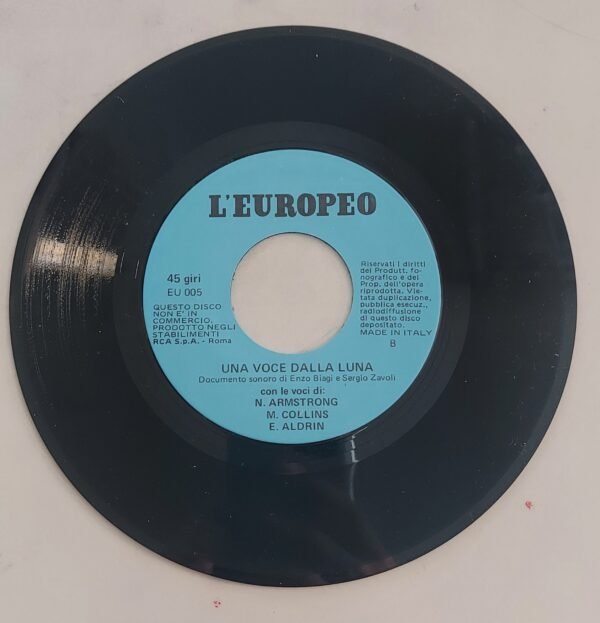 L'EUROPEO
45 giri
EU 005
QUESTO DISCO
NON E' IN
COMMERCIO,
PRODOTTO NEGLI
STABILIMENTI
RCA S.p.A. - Roma
Riservati i diritti
dei Produtt. fo-
nografico e del
Prop. dell'opera
riprodotta. Vie-
tata duplicazione,
pubblica esecuz.,
radiodiffusione
di questo disco
depositato.
MADE IN ITALY
B
UNA VOCE DALLA LUNA
Documento sonoro di Enzo Biagi e Sergio Zavoli
con le voci di:
N. ARMSTRONG
M. COLLINS
E. ALDRIN